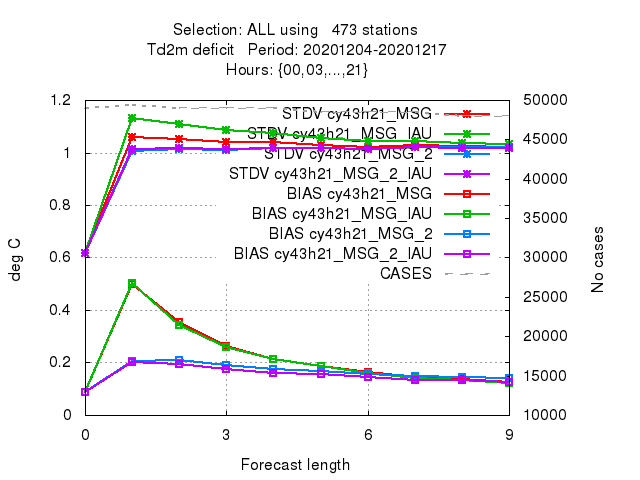 Selection: ALL using 473 stations
Td2m deficit Period: 20201204-20201217
Hours: {00,03,...,21}
1.2
1
0.8
0.6
0.4
0.2
0
deg C
50000
45000
40000
35000
30000
25000
20000
15000
10000
No cases
STDV cy43h21_MSG
STDV cy43h21_MSG_IAU
STDV cy43h21_MSG_2
STDV cy43h21_MSG_2_IAU
BIAS cy43h21_MSG
BIAS cy43h21_MSG_IAU
BIAS cy43h21_MSG_2
BIAS cy43h21_MSG_2_IAU
CASES
0 3 6 9
Forecast length